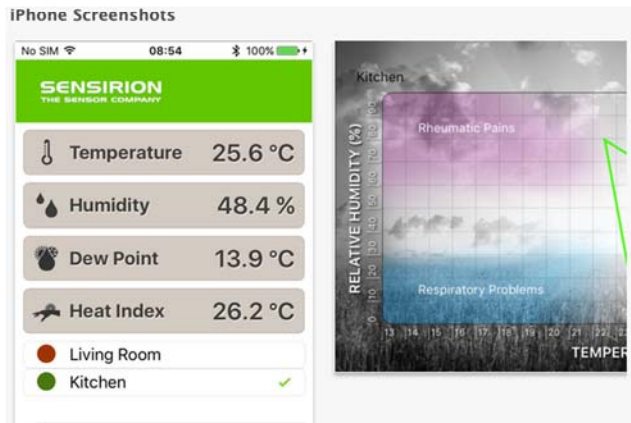 iPhone Screenshots
No SIM 08:54 100%
SENSIRION
THE SENSOR COMPANY
Temperature 25.6 °C
Humidity 48.4 %
Dew Point 13.9 °C
Heat Index 26.2 °C
Living Room
Kitchen
Kitchen
Rheumatic Pains
RELATIVE HUMIDITY (%)
0 |10 |20 |30 |40 |50 |60 |70 |80 |90
Respiratory Problems
13 |14 |15 |16 |17 |18 |19 |20 |21 |22
TEMPER